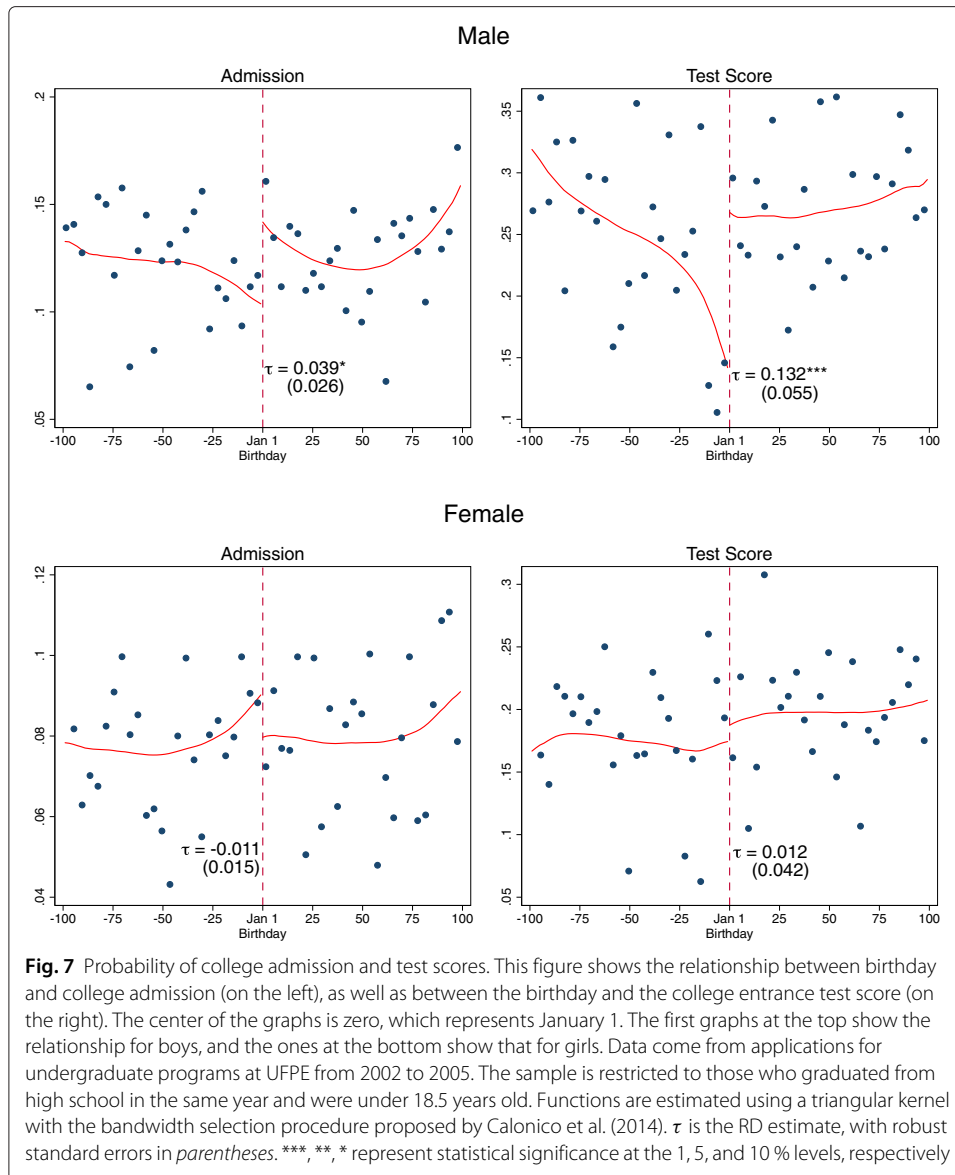 Male
Admission
Test Score
.2
.15
.1
.05
τ = 0.039*
(0.026)
-100 -75 -50 -25 Jan 1 25 50 75 100
Birthday
.35
.3
.25
.2
.15
.1
τ = 0.132***
(0.055)
-100 -75 -50 -25 Jan 1 25 50 75 100
Birthday
Female
Admission
Test Score
.12
.1
.08
.06
.04
τ = -0.011
(0.015)
-100 -75 -50 -25 Jan 1 25 50 75 100
Birthday
.3
.25
.2
.15
.1
.05
τ = 0.012
(0.042)
-100 -75 -50 -25 Jan 1 25 50 75 100
Birthday
Fig. 7 Probability of college admission and test scores. This figure shows the relationship between birthday
and college admission (on the left), as well as between the birthday and the college entrance test score (on
the right). The center of the graphs is zero, which represents January 1. The first graphs at the top show the
relationship for boys, and the ones at the bottom show that for girls. Data come from applications for
undergraduate programs at UFPE from 2002 to 2005. The sample is restricted to those who graduated from
high school in the same year and were under 18.5 years old. Functions are estimated using a triangular kernel
with the bandwidth selection procedure proposed by Calonico et al. (2014). τ is the RD estimate, with robust
standard errors in parentheses. ***, **, * represent statistical significance at the 1, 5, and 10 % levels, respectively